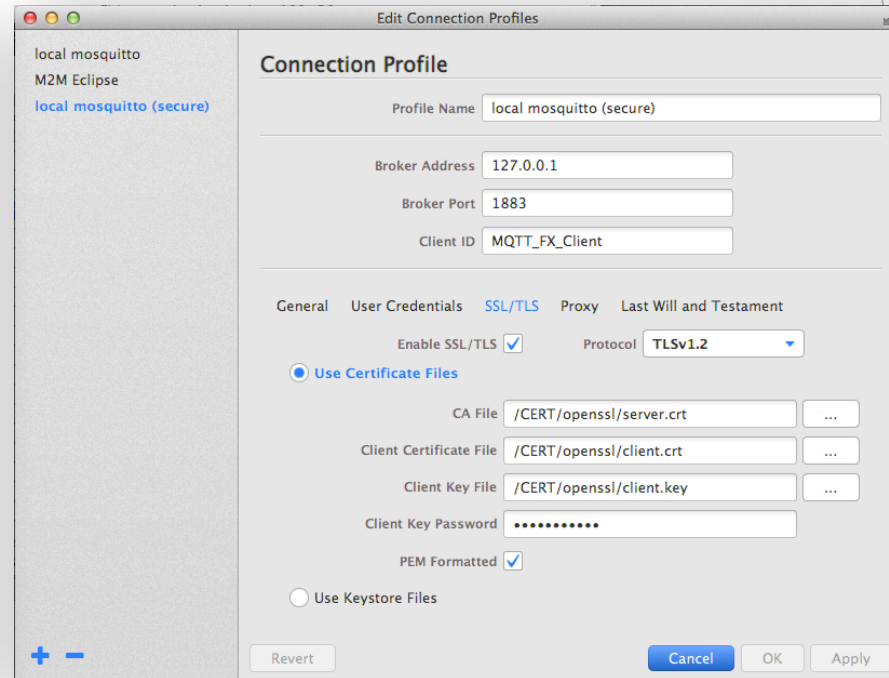 Edit Connection Profiles
local mosquitto
M2M Eclipse
local mosquitto (secure)
Connection Profile
Profile Name local mosquitto (secure)
Broker Address 127.0.0.1
Broker Port 1883
Client ID MQTT_FX_Client
General User Credentials SSL/TLS Proxy Last Will and Testament
Enable SSL/TLS Protocol TLSv1.2
Use Certificate Files
CA File /CERT/openssl/server.crt ...
Client Certificate File /CERT/openssl/client.crt ...
Client Key File /CERT/openssl/client.key ...
Client Key Password •••••••••••
PEM Formatted
Use Keystore Files
Revert Cancel OK Apply